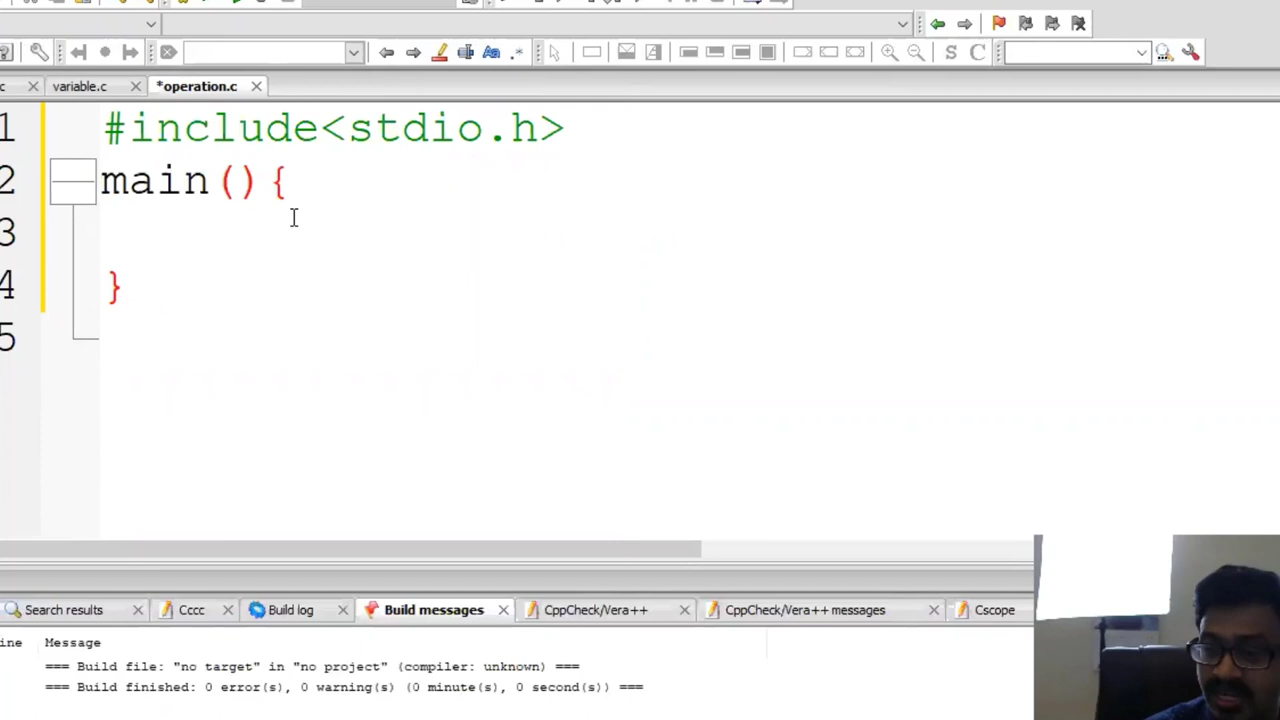 S C
c variable.c *operation.c
1 #include<stdio.h>
2 main(){
3
4 }
5
Search results Cccc Build log Build messages CppCheck/Vera++ CppCheck/Vera++ messages Cscope
ine Message
=== Build file: "no target" in "no project" (compiler: unknown) ===
=== Build finished: 0 error(s), 0 warning(s) (0 minute(s), 0 second(s)) ===